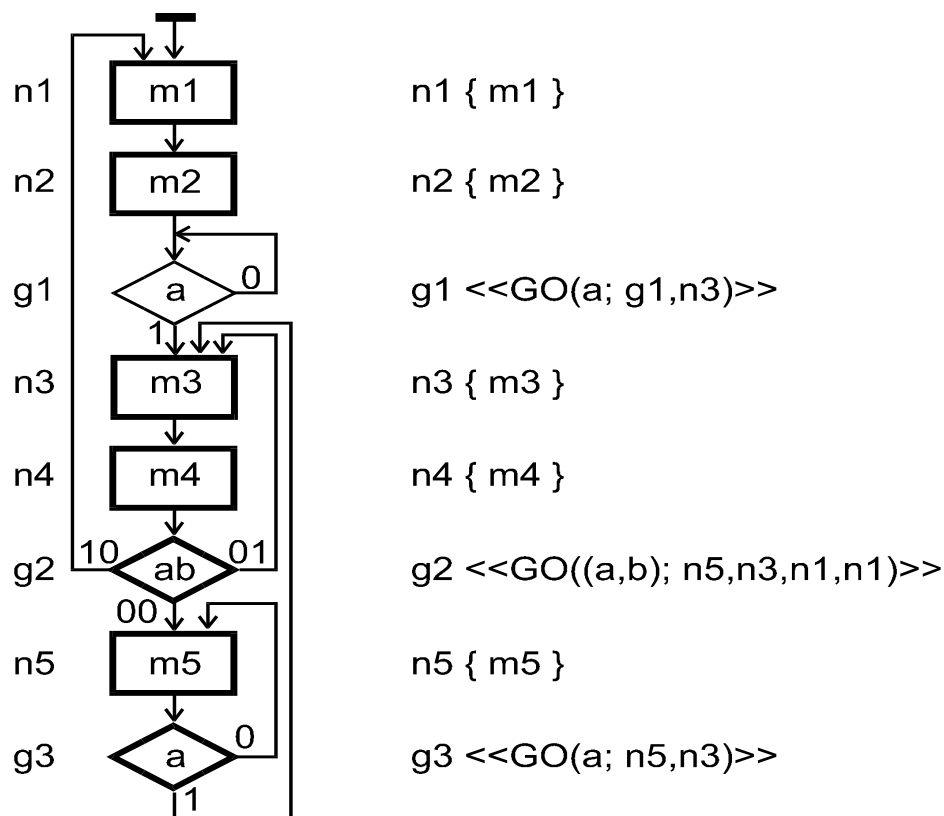 n1 m1 n1 { m1 }
n2 m2 n2 { m2 }
g1 a 0 g1 <<GO(a; g1,n3)>>
1
n3 m3 n3 { m3 }
n4 m4 n4 { m4 }
10 01
g2 ab g2 <<GO((a,b); n5,n3,n1,n1)>>
00
n5 m5 n5 { m5 }
0
g3 a g3 <<GO(a; n5,n3)>>
1